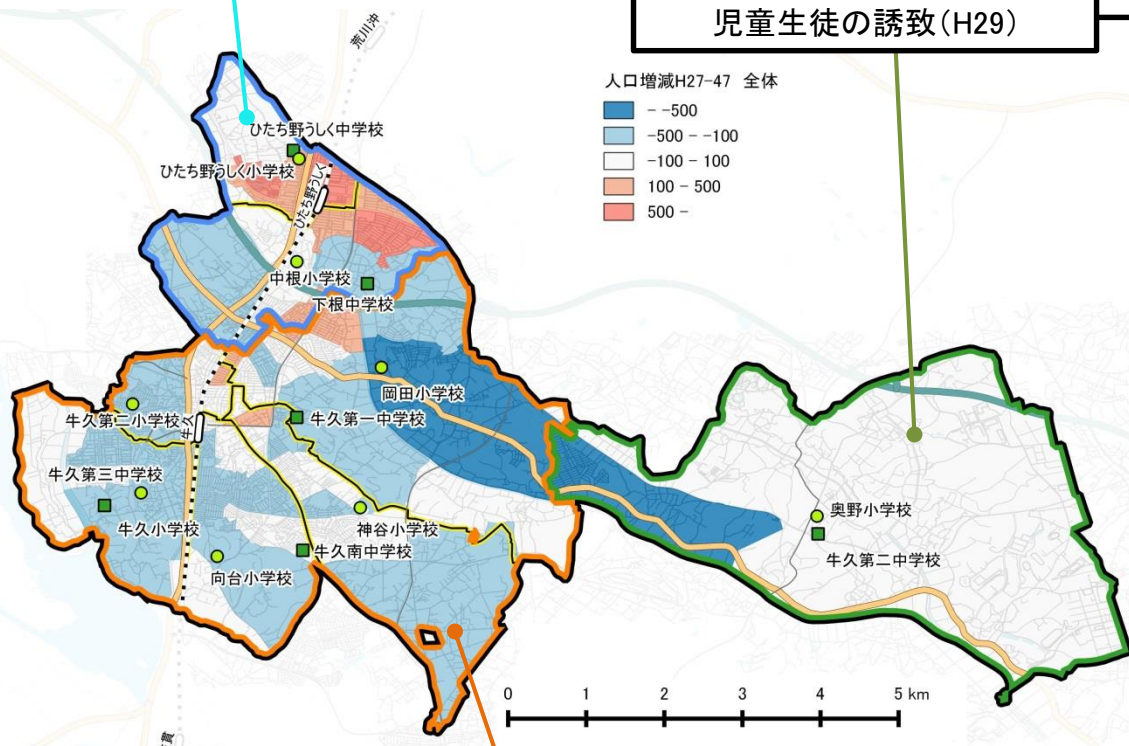 児童生徒の誘致(H29)
荒川沖
人口増減H27-47 全体
- -500
-500 - -100
-100 - 100
100 - 500
500 -
ひたち野うしく中学校
ひたち野うしく小学校
ひたち野うしく
中根小学校
下根中学校
岡田小学校
牛久第二小学校
牛久
牛久第一中学校
牛久第三中学校
牛久小学校
神谷小学校
牛久南中学校
向台小学校
奥野小学校
牛久第二中学校
0 1 2 3 4 5 km